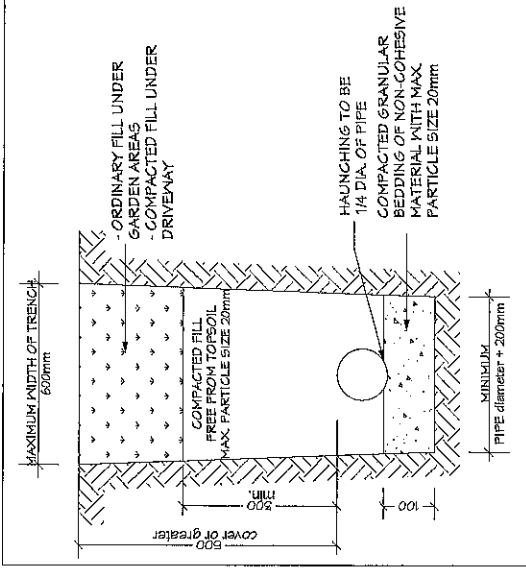 MAXIMUM WIDTH OF TRENCH
600mm
- ORDINARY FILL UNDER
GARDEN AREAS
- COMPACTED FILL UNDER
DRIVEWAY
COMPACTED FILL
FREE FROM TOPSOIL
MAX. PARTICLE SIZE 20mm
600
cover or greater
300
min.
HAUNCHING TO BE
1/4 DIA. OF PIPE
COMPACTED GRANULAR
BEDDING OF NON-COHESIVE
MATERIAL WITH MAX.
PARTICLE SIZE 20mm
100
MINIMUM
PIPE diameter + 200mm